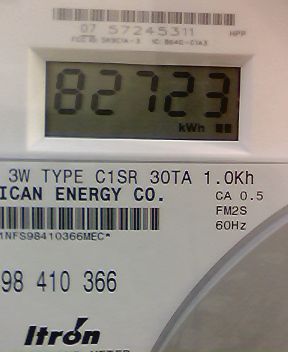 07 57245311
HPP
82723
kWh
3W TYPE C1SR 30TA 1.0Kh
ICAN ENERGY CO.
CA 0.5
FM2S
60Hz
1NFS98410366MEC*
98 410 366
Itron